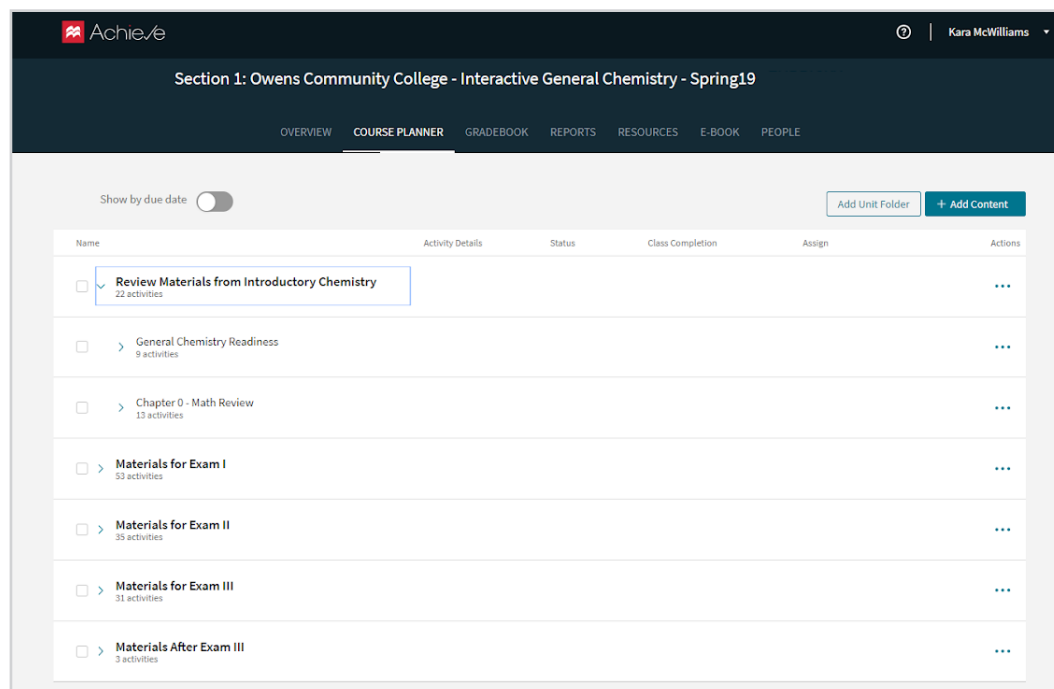 Achieve
Kara McWilliams
Section 1: Owens Community College - Interactive General Chemistry - Spring19
OVERVIEW COURSE PLANNER GRADEBOOK REPORTS RESOURCES E-BOOK PEOPLE
Show by due date
Add Unit Folder + Add Content
Name Activity Details Status Class Completion Assign Actions
Review Materials from Introductory Chemistry
22 activities
General Chemistry Readiness
9 activities
Chapter 0 - Math Review
13 activities
Materials for Exam I
53 activities
Materials for Exam II
35 activities
Materials for Exam III
31 activities
Materials After Exam III
3 activities